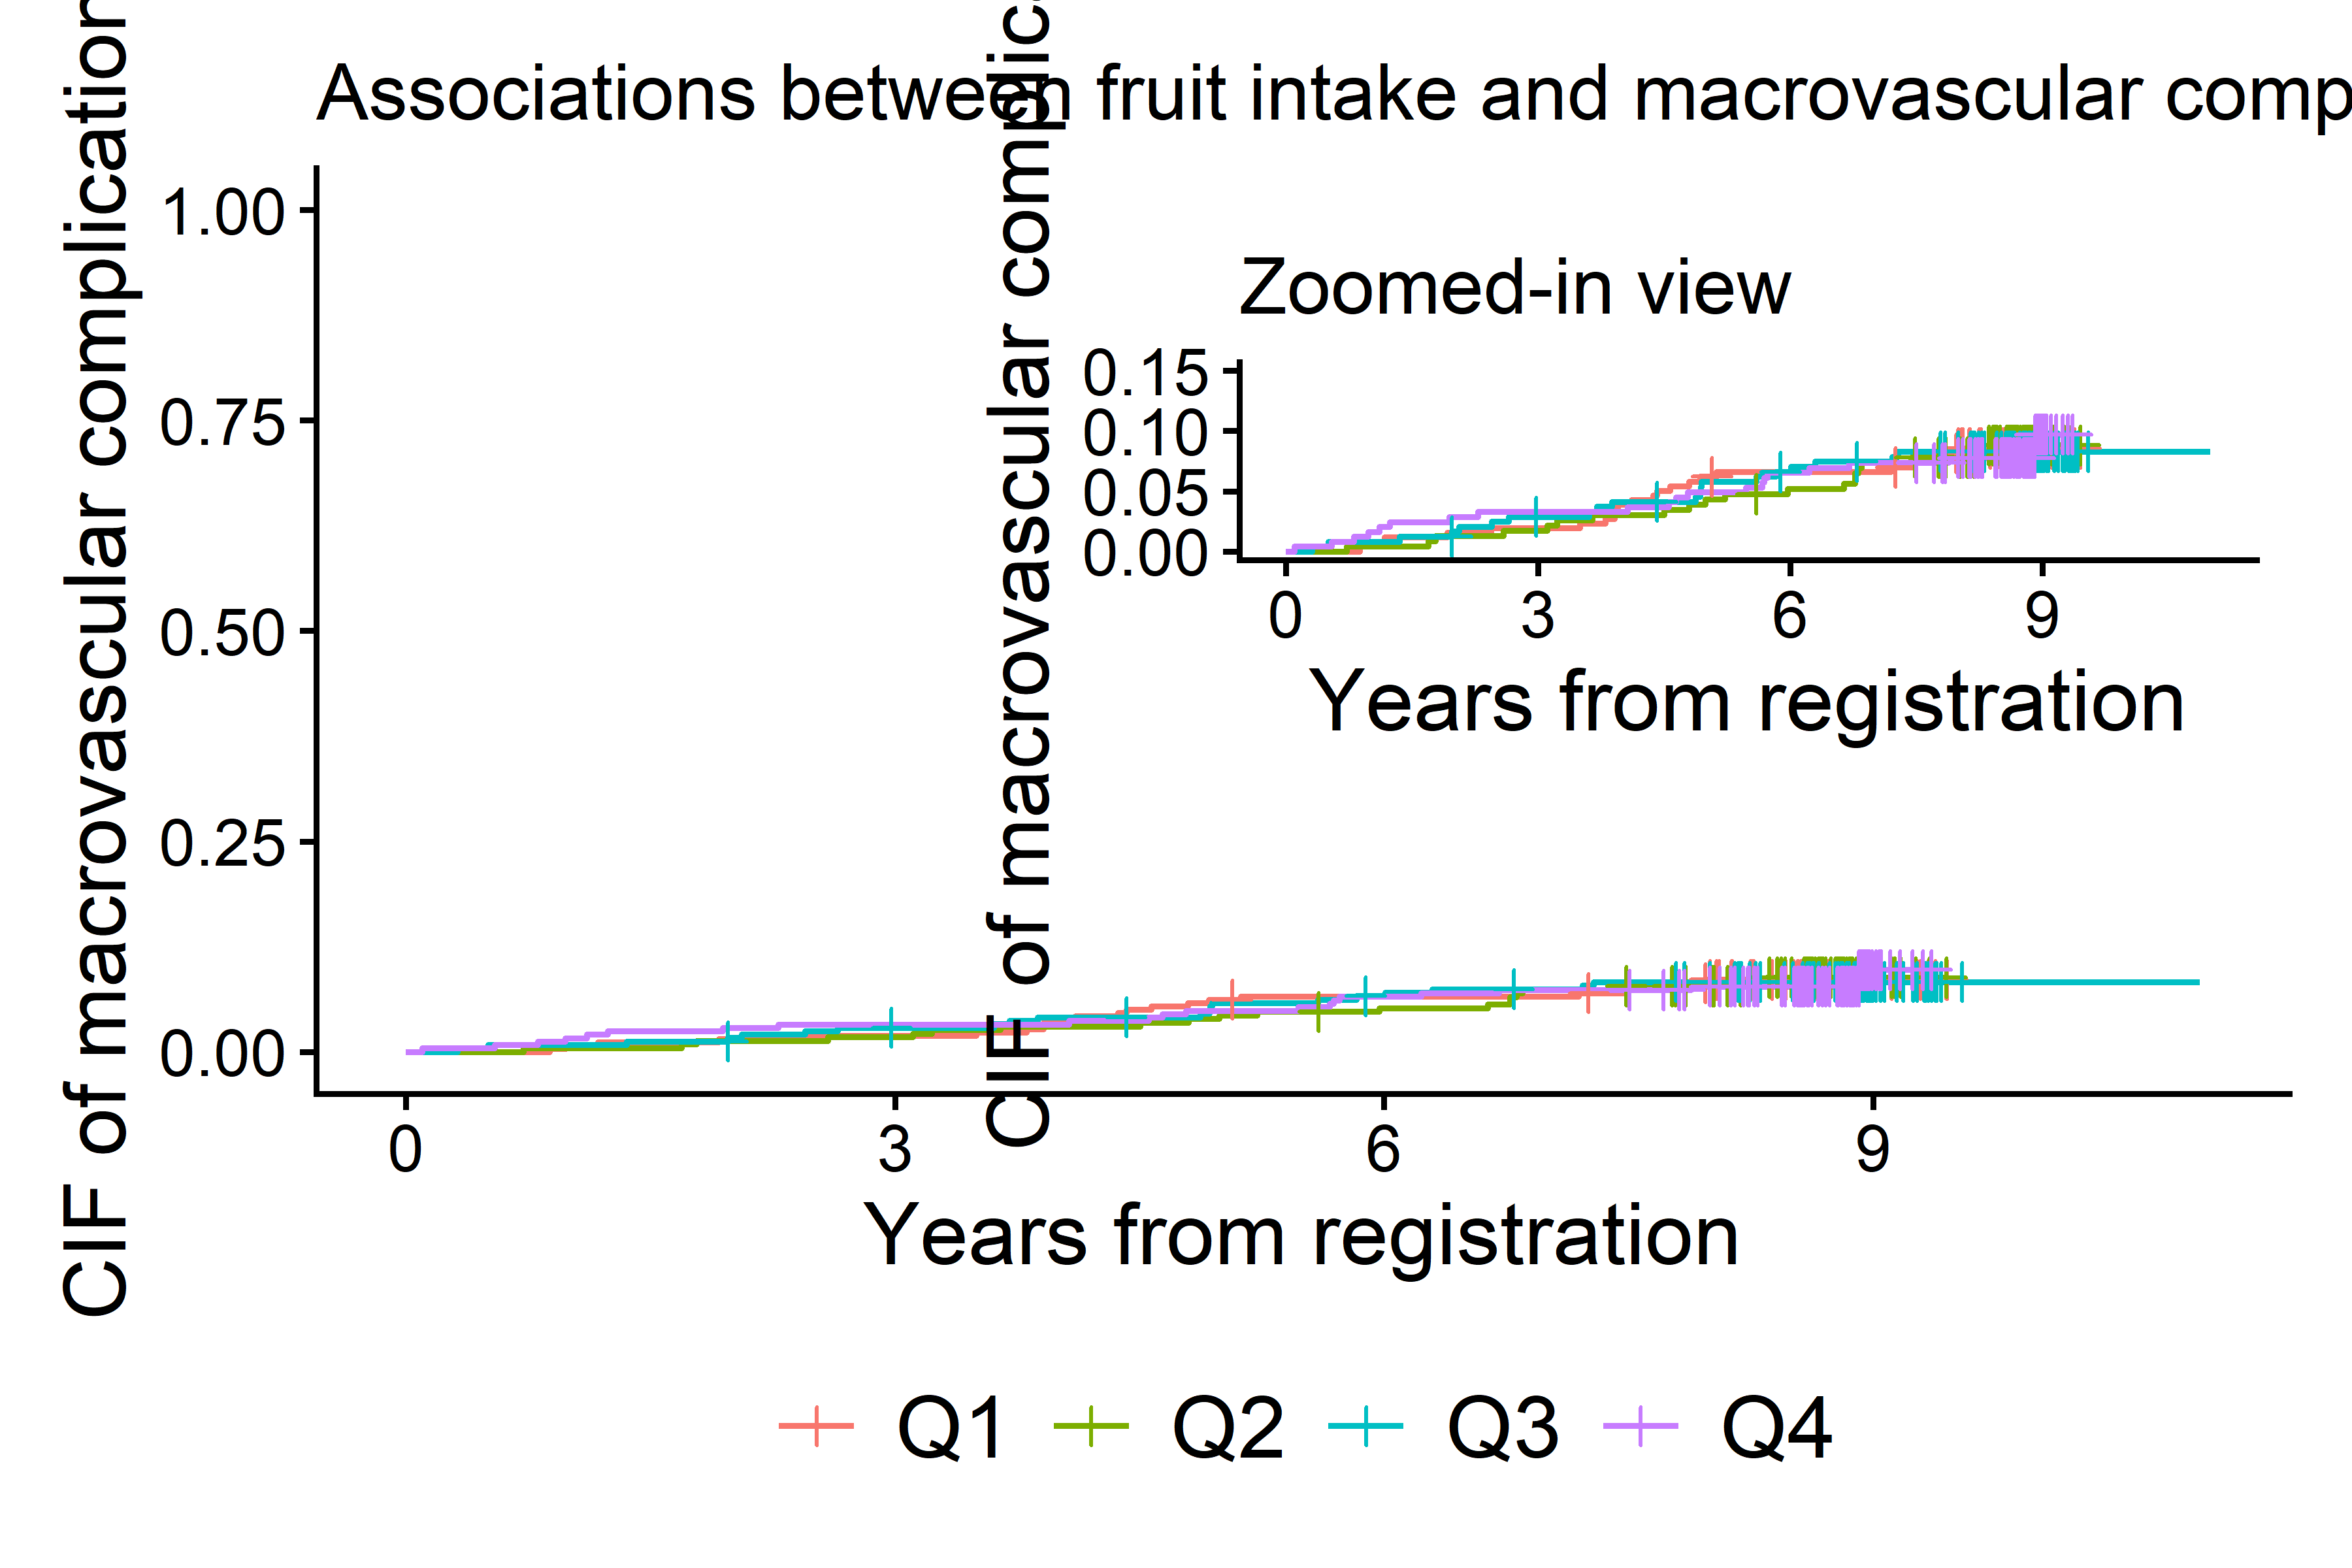 Associations between fruit intake and macrovascular comp
CIF of macrovascular complication
1.00
0.75
0.50
0.25
0.00
0
3
6
9
Years from registration
Zoomed-in view
CIF of macrovascular complic
0.15
0.10
0.05
0.00
0
3
6
9
Years from registration
Q1 Q2 Q3 Q4